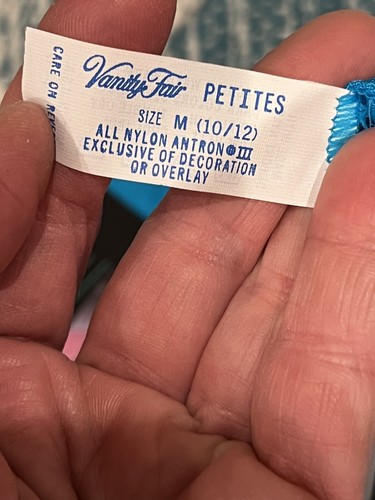 Vanity Fair PETITES
SIZE M (10/12)
ALL NYLON ANTRON® III
EXCLUSIVE OF DECORATION
OR OVERLAY
CARE ON